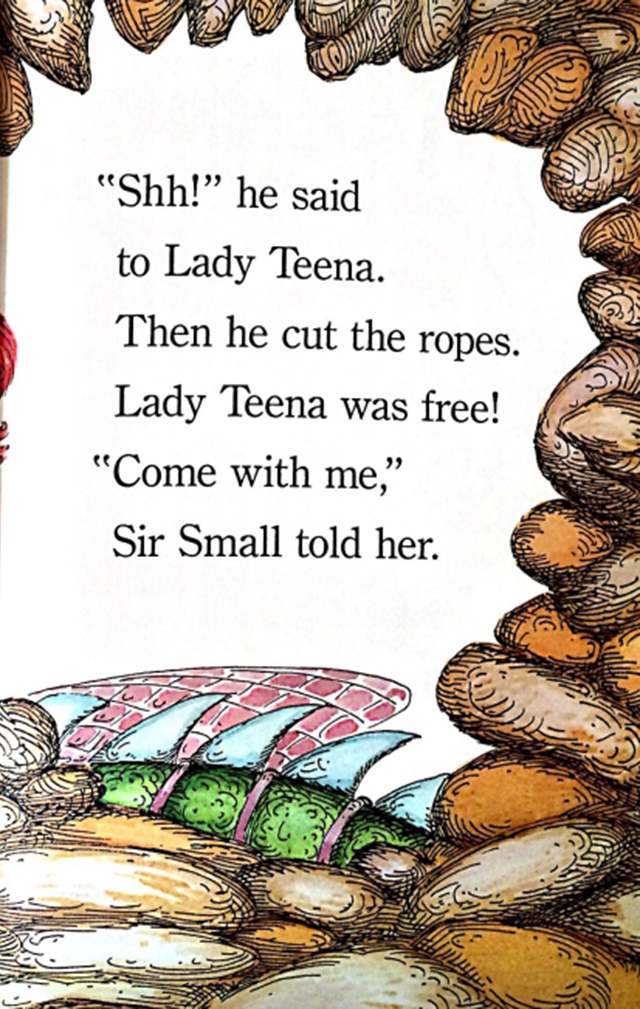 “Shh!” he said
to Lady Teena.
Then he cut the ropes.
Lady Teena was free!
“Come with me,”
Sir Small told her.